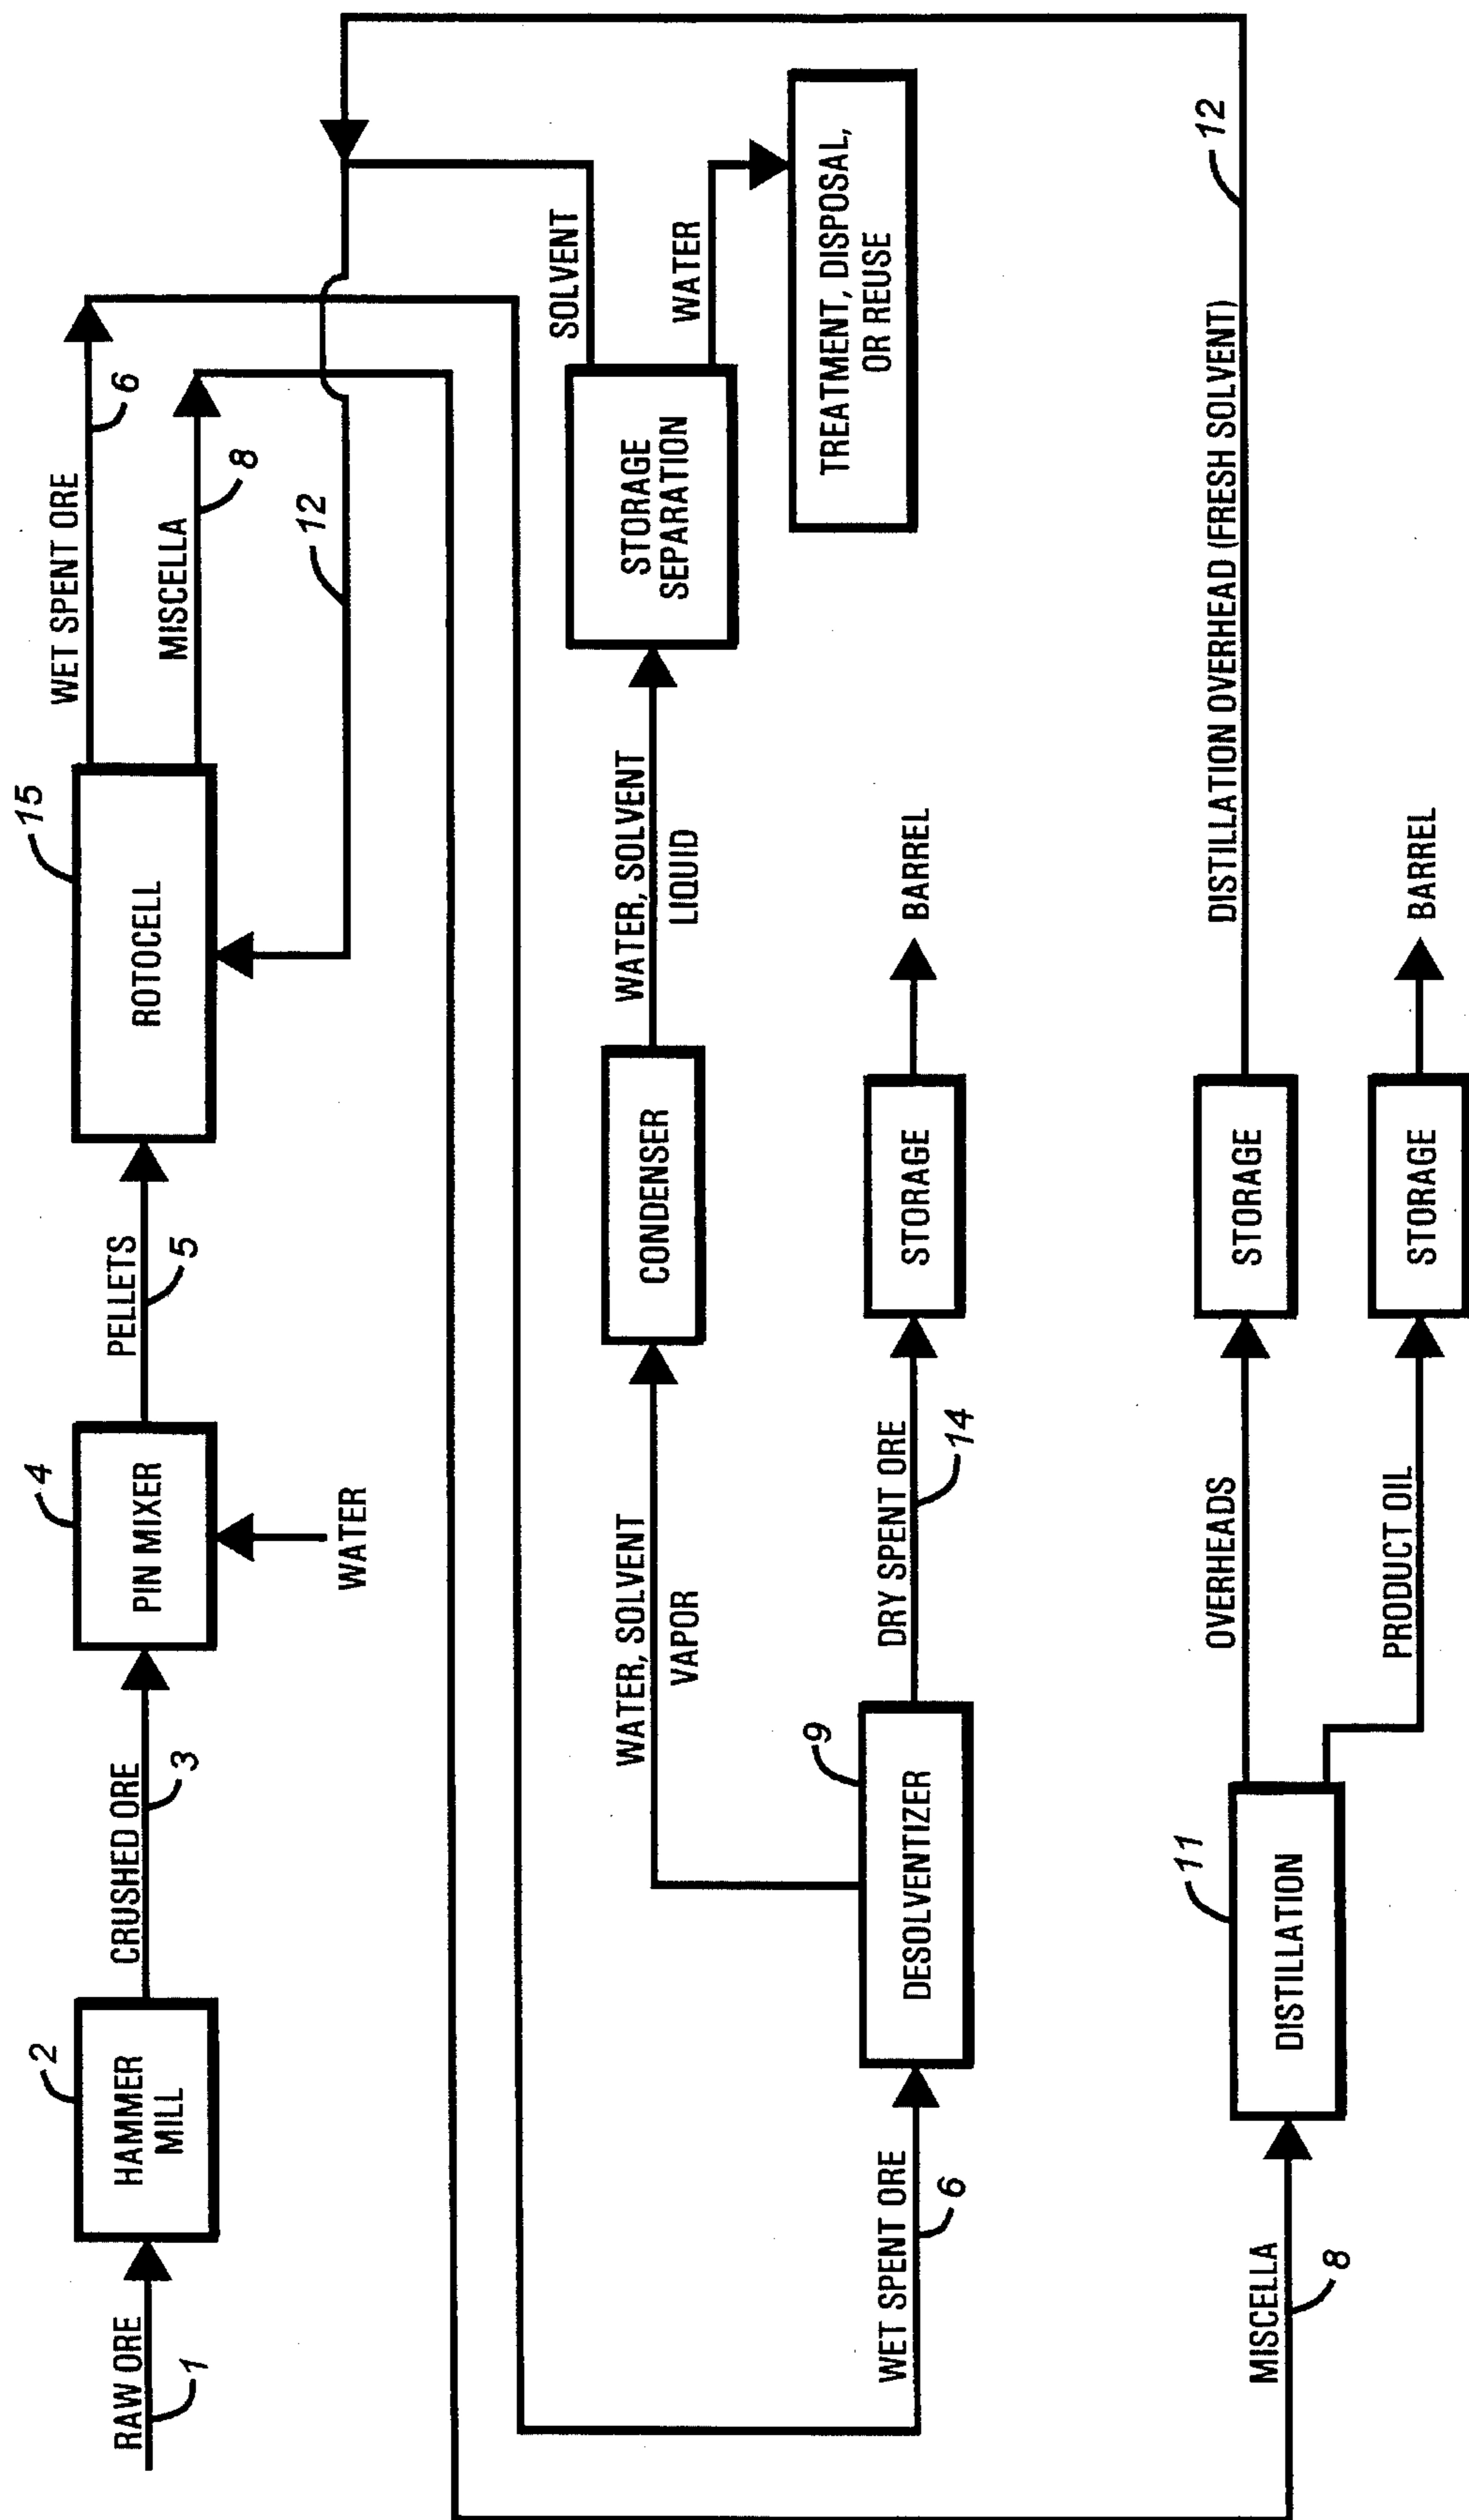 RAW ORE
1
HAMMER
MILL
2
CRUSHED ORE
3
PIN MIXER
4
WATER
PELLETS
5
ROTOCELL
15
WET SPENT ORE
6
MISCELLA
8
12
WET SPENT ORE
6
DESOLVENTIZER
9
WATER, SOLVENT
VAPOR
CONDENSER
WATER, SOLVENT
LIQUID
STORAGE
SEPARATION
SOLVENT
WATER
TREATMENT, DISPOSAL,
OR REUSE
DRY SPENT ORE
14
STORAGE
BARREL
MISCELLA
8
DISTILLATION
11
OVERHEADS
STORAGE
DISTILLATION OVERHEAD (FRESH SOLVENT)
12
PRODUCT OIL
STORAGE
BARREL